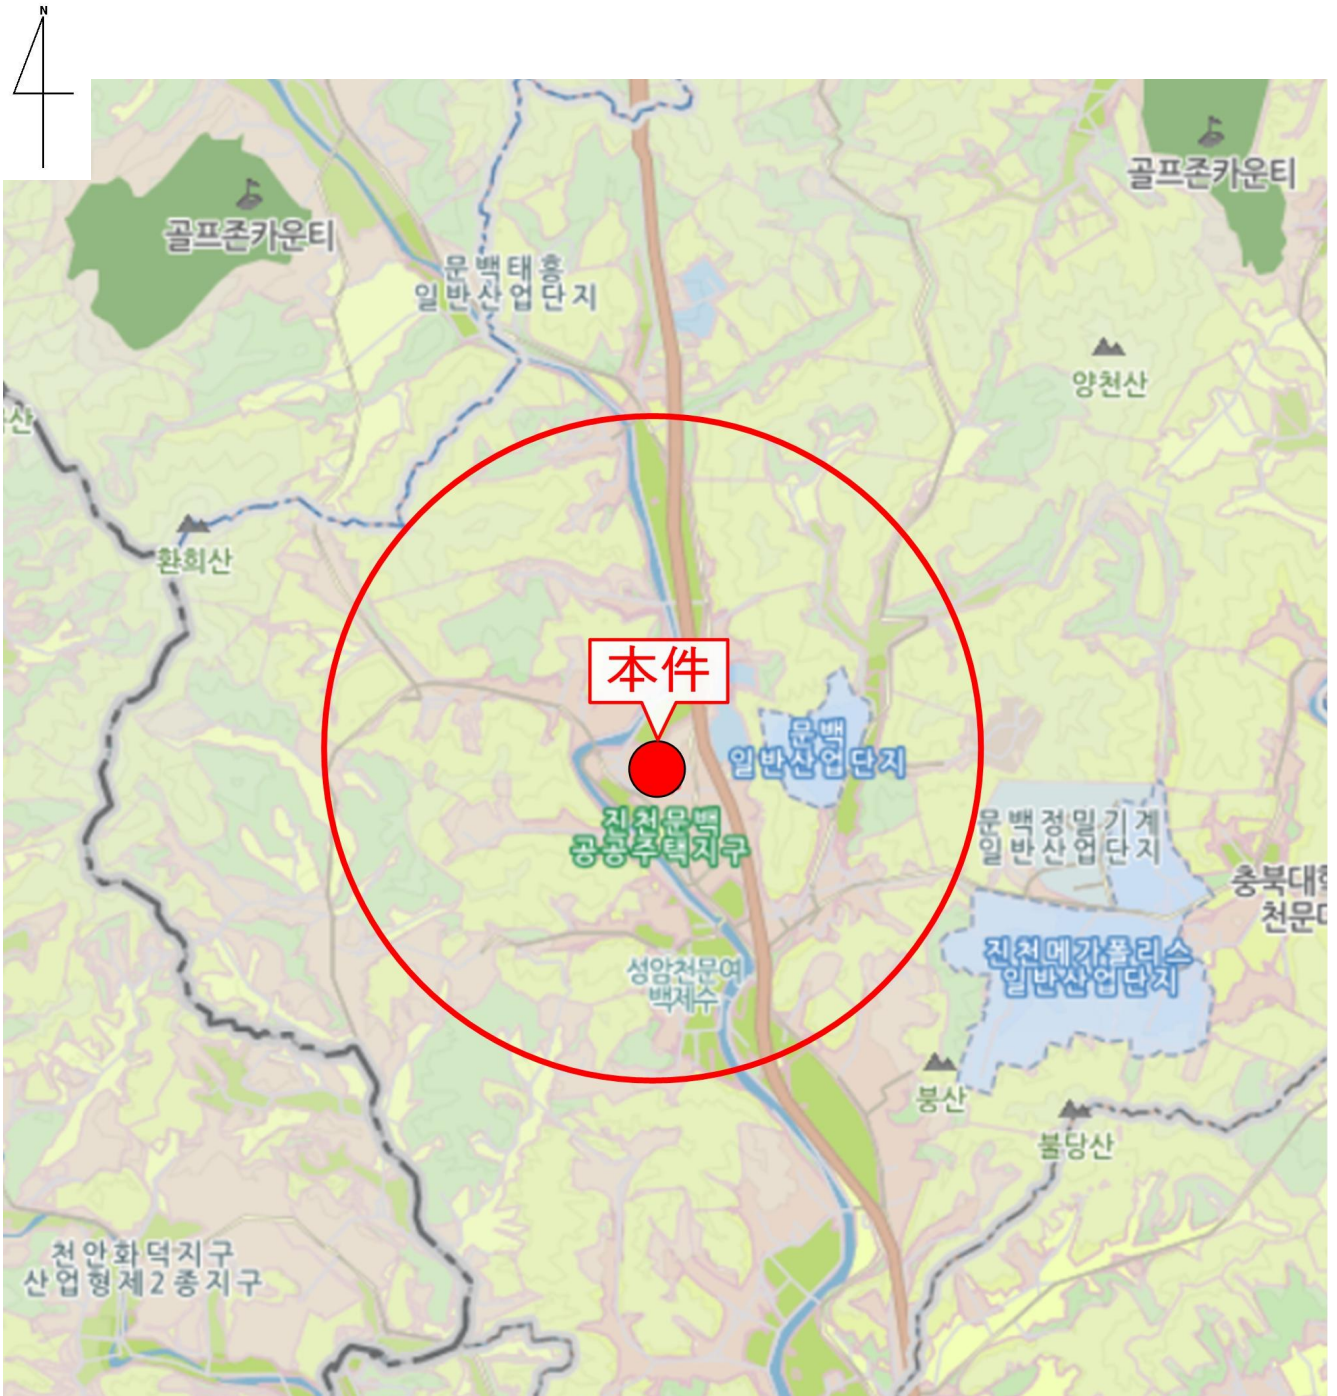 N
골프존카운티
골프존카운티
문백태흥
일반산업단지
양천산
산
환희산
本件
문백
일반산업단지
진천문백
공공주택지구
문백정밀기계
일반산업단지
충북대학
천문대
진천메가폴리스
일반산업단지
성암천문여
백제수
봉산
불당산
천안화덕지구
산업형제2종지구